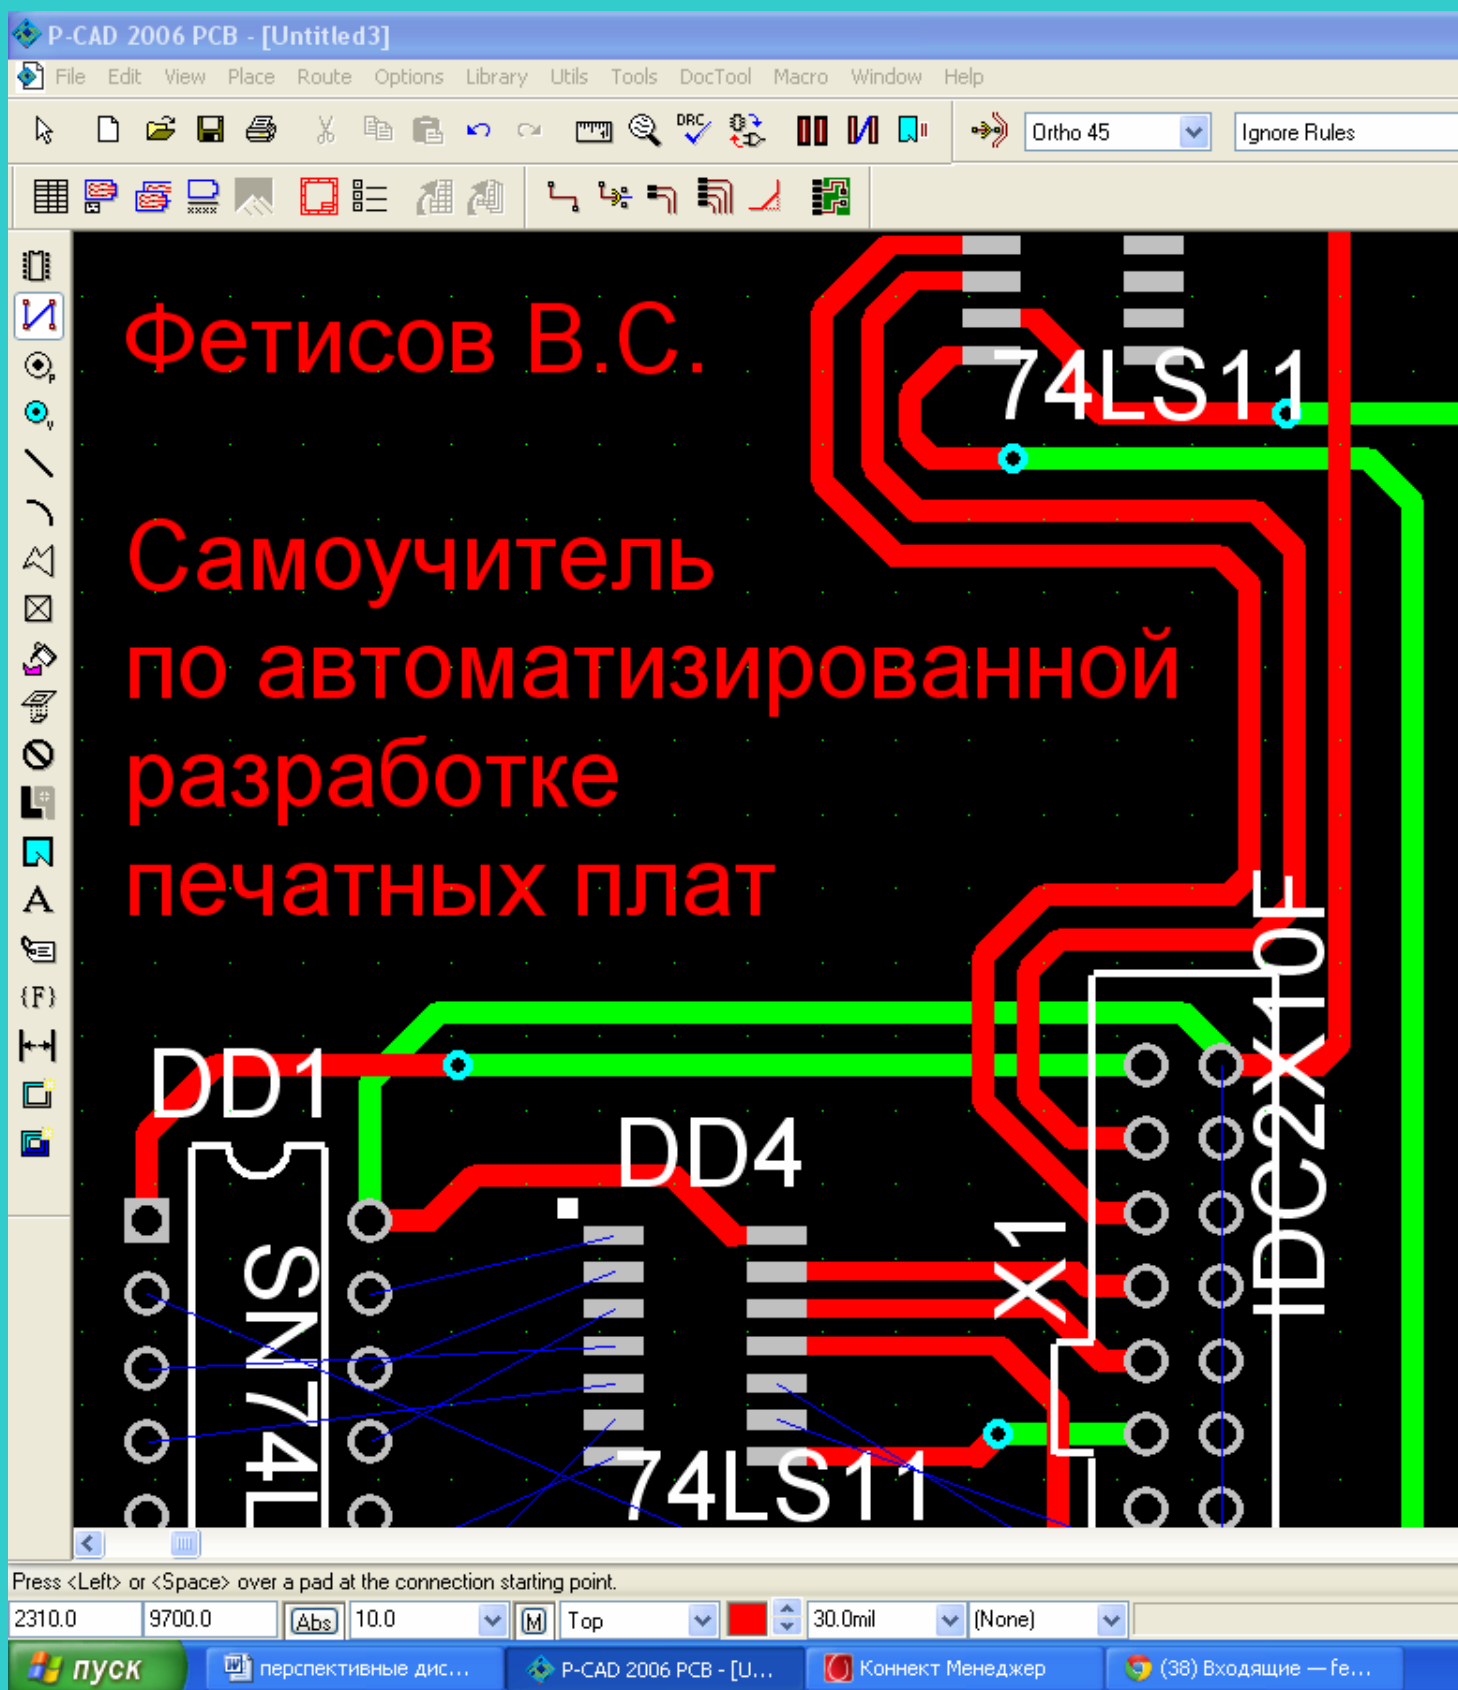 P-CAD 2006 PCB - [Untitled3]
File Edit View Place Route Options Library Utils Tools DocTool Macro Window Help
DRC
Ortho 45
Ignore Rules
Фетисов В.С.
74LS11
Самоучитель
по автоматизированной
разработке
печатных плат
A
{F}
IDC2X10F
DD1
DD4
X1
SN74L
74LS11
Press <Left> or <Space> over a pad at the connection starting point.
2310.0 9700.0 Abs 10.0 M Top 30.0mil (None)
пуск перспективные дис... P-CAD 2006 PCB - [U... Коннект Менеджер (38) Входящие — fe...